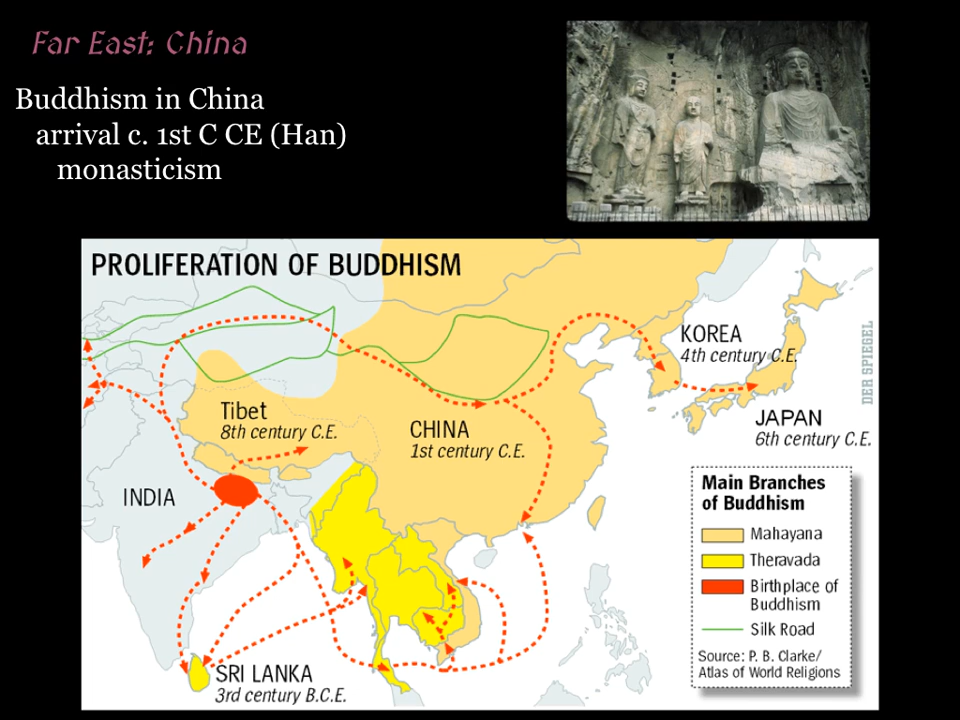 Far East: China
Buddhism in China
arrival c. 1st C CE (Han)
monasticism
PROLIFERATION OF BUDDHISM
KOREA
4th century C.E.
DER SPIEGEL
Tibet
8th century C.E.
CHINA
1st century C.E.
JAPAN
6th century C.E.
INDIA
Main Branches
of Buddhism
Mahayana
Theravada
Birthplace of
Buddhism
Silk Road
Source: P. B. Clarke/
Atlas of World Religions
SRI LANKA
3rd century B.C.E.